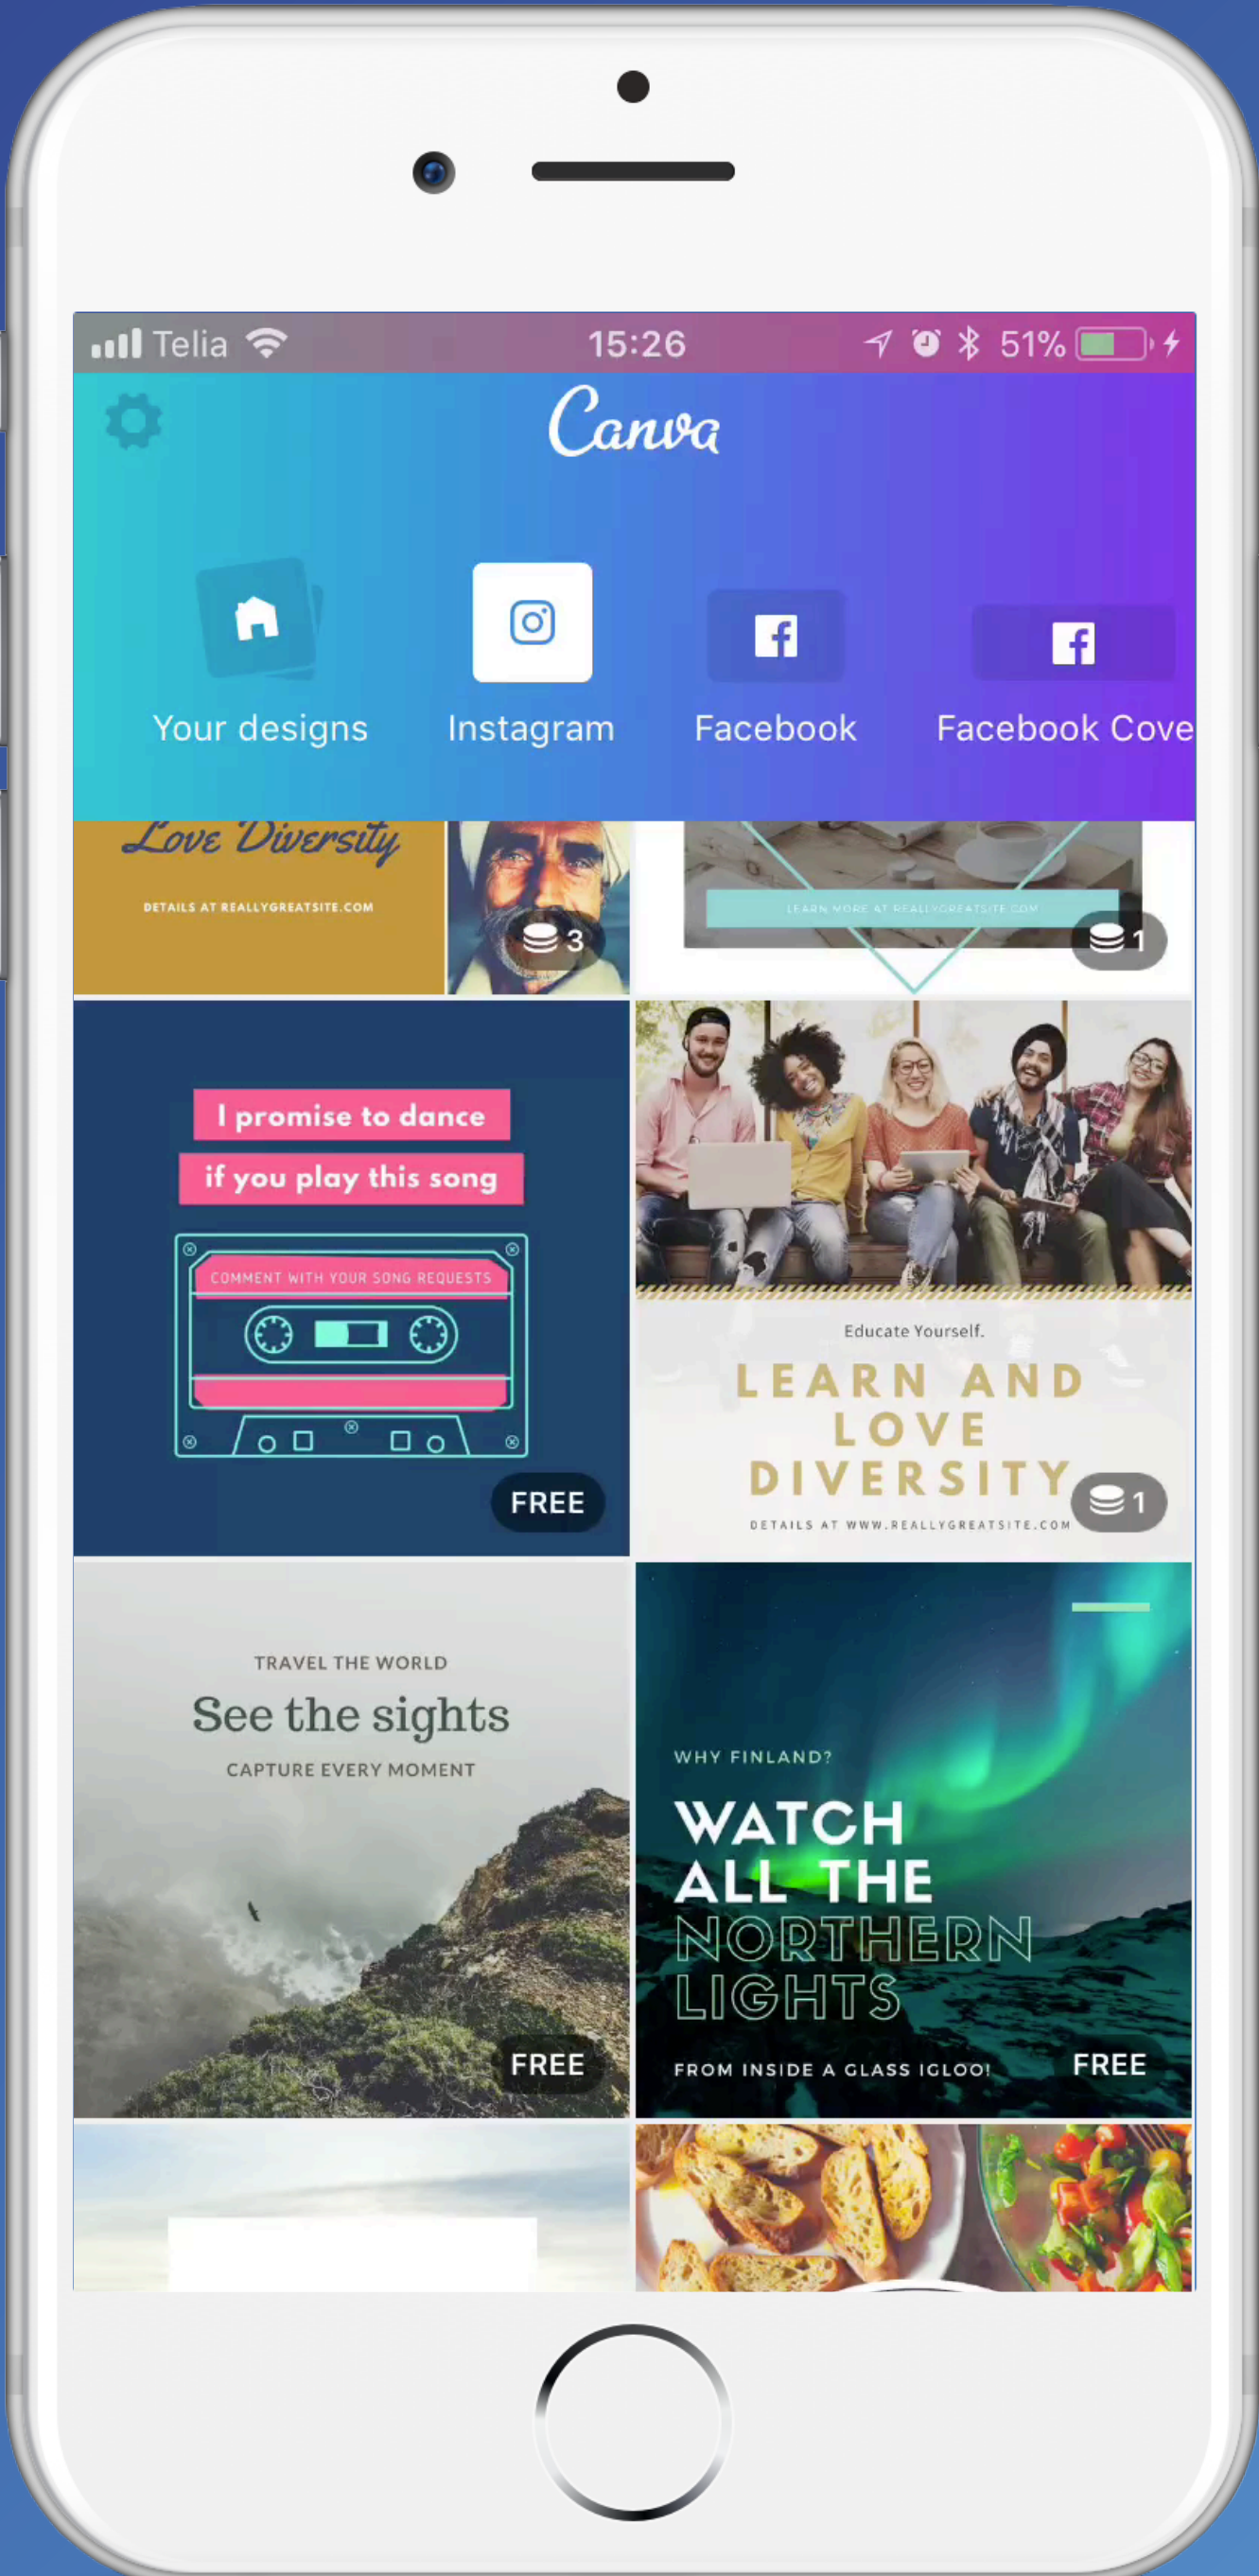 Telia
15:26
51%
Canva
Your designs
Instagram
Facebook
Facebook Cove
Love Diversity
DETAILS AT REALLYGREATSITE.COM
3
LEARN MORE AT REALLYGREATSITE.COM
1
I promise to dance
if you play this song
COMMENT WITH YOUR SONG REQUESTS
FREE
Educate Yourself.
LEARN AND
LOVE
DIVERSITY
1
DETAILS AT WWW.REALLYGREATSITE.COM
TRAVEL THE WORLD
See the sights
CAPTURE EVERY MOMENT
FREE
WHY FINLAND?
WATCH
ALL THE
NORTHERN
LIGHTS
FROM INSIDE A GLASS IGLOO!
FREE